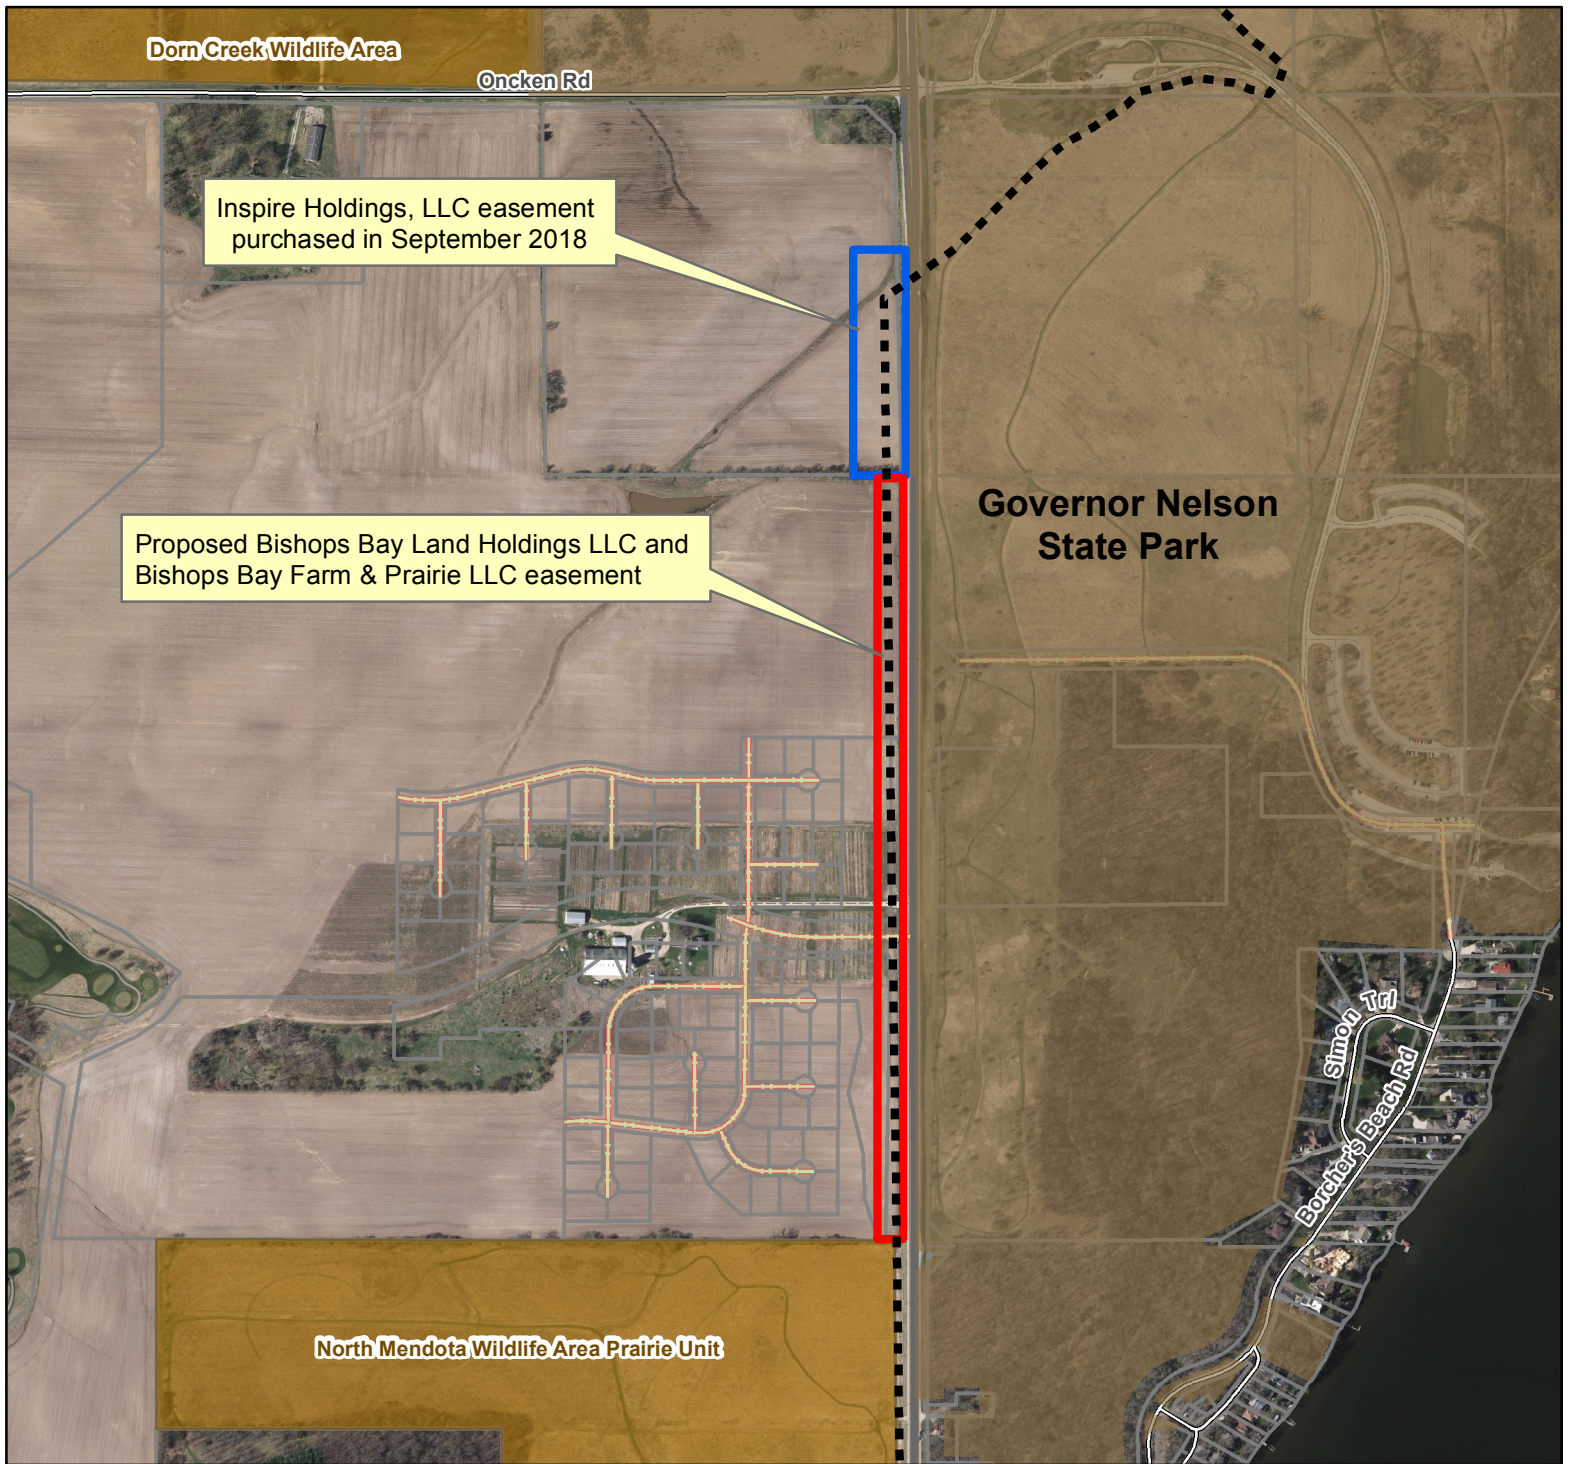 Dorn Creek Wildlife Area
Oncken Rd
Inspire Holdings, LLC easement
purchased in September 2018
Governor Nelson
State Park
Proposed Bishops Bay Land Holdings LLC and
Bishops Bay Farm & Prairie LLC easement
Simon Trl
Borcher's Beach Rd
North Mendota Wildlife Area Prairie Unit